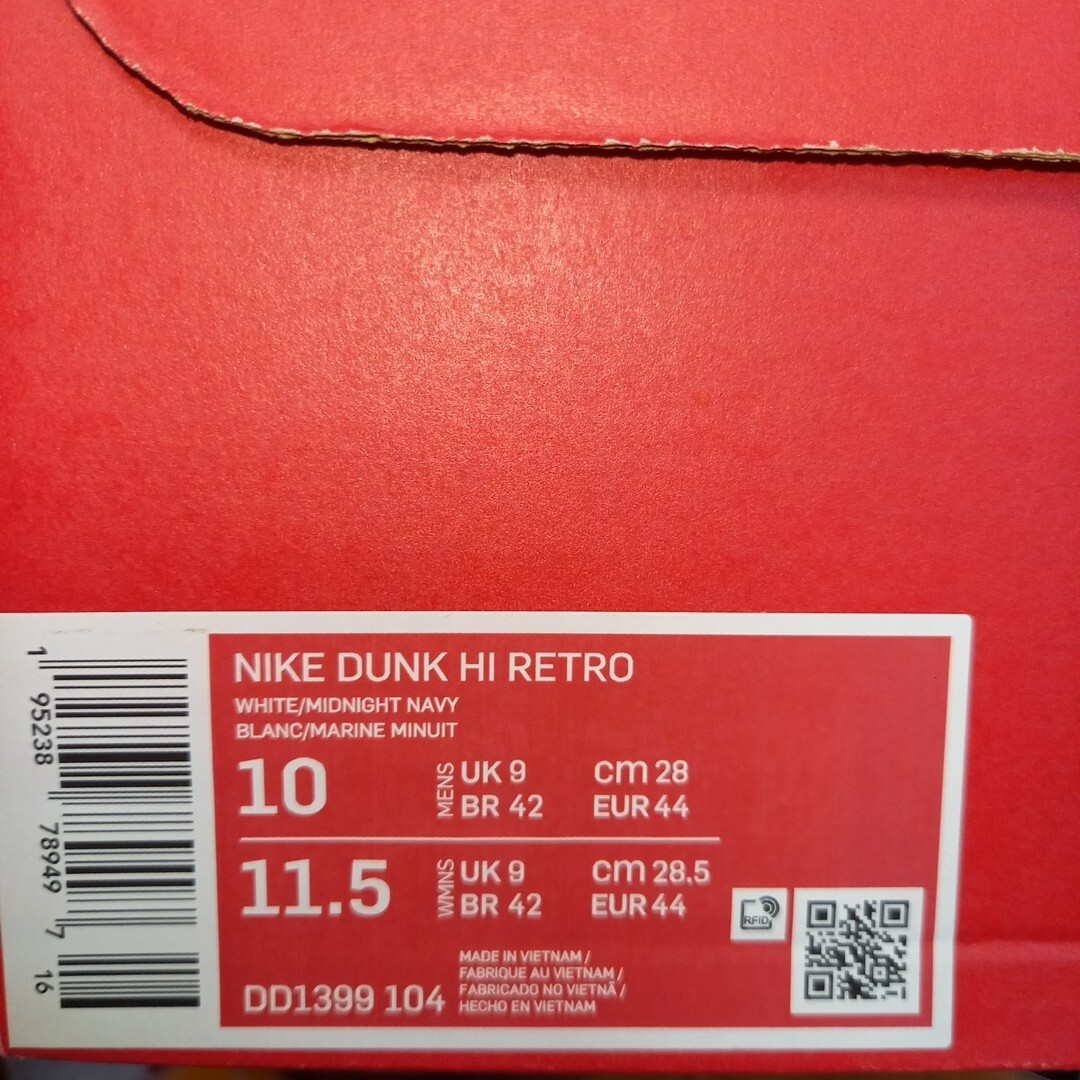 NIKE DUNK HI RETRO
WHITE/MIDNIGHT NAVY
BLANC/MARINE MINUIT
10
MENS
UK 9 cm 28
BR 42 EUR 44
11.5
WMNS
UK 9 cm 28.5
BR 42 EUR 44
RFID
MADE IN VIETNAM /
FABRIQUE AU VIETNAM /
FABRICADO NO VIETNÃ /
HECHO EN VIETNAM
DD1399 104
1 95238 78949 7 16